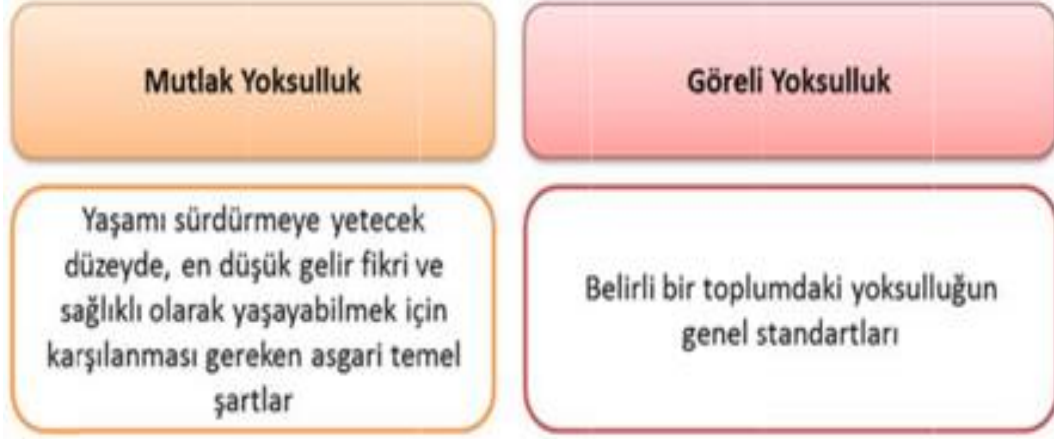 Mutlak Yoksulluk
Yaşamı sürdürmeye yetecek
düzeyde, en düşük gelir fikri ve
sağlıklı olarak yaşayabilmek için
karşılanması gereken asgari temel
şartlar
Göreli Yoksulluk
Belirli bir toplumdaki yoksulluğun
genel standartları